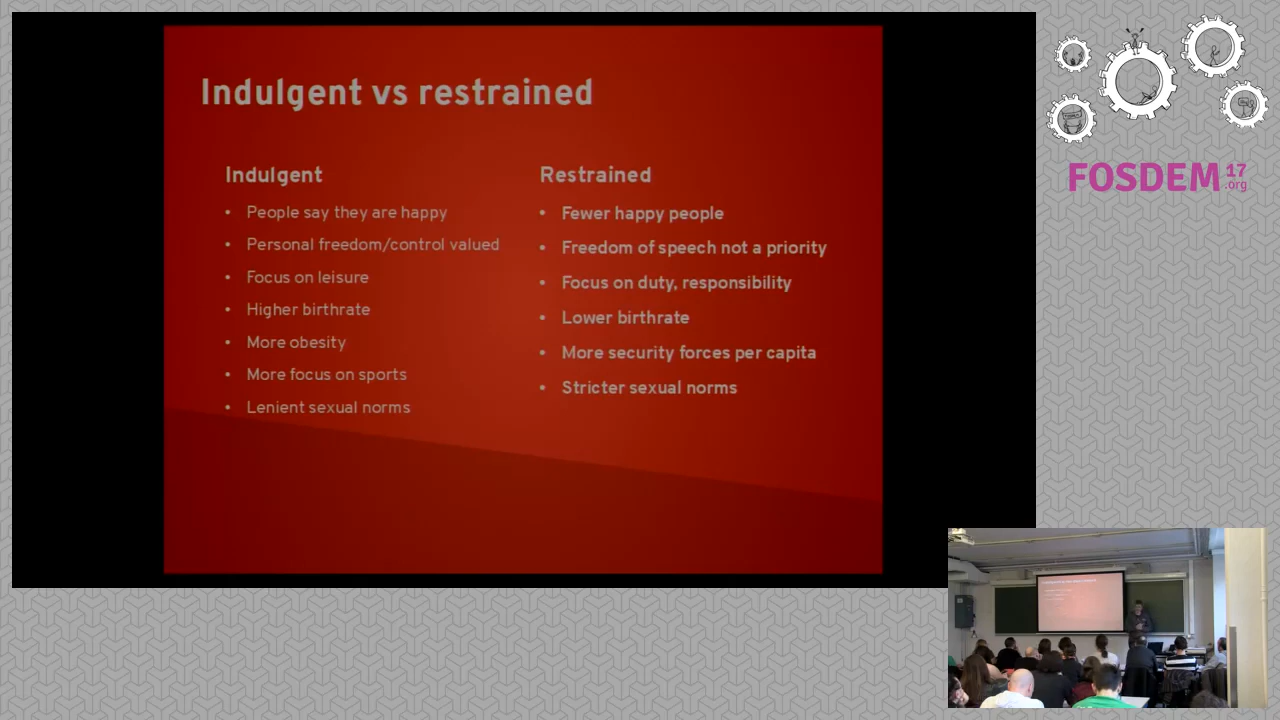 Indulgent vs restrained
Indulgent
• People say they are happy
• Personal freedom/control valued
• Focus on leisure
• Higher birthrate
• More obesity
• More focus on sports
• Lenient sexual norms
Restrained
• Fewer happy people
• Freedom of speech not a priority
• Focus on duty, responsibility
• Lower birthrate
• More security forces per capita
• Stricter sexual norms
FOSDEM 17
.org